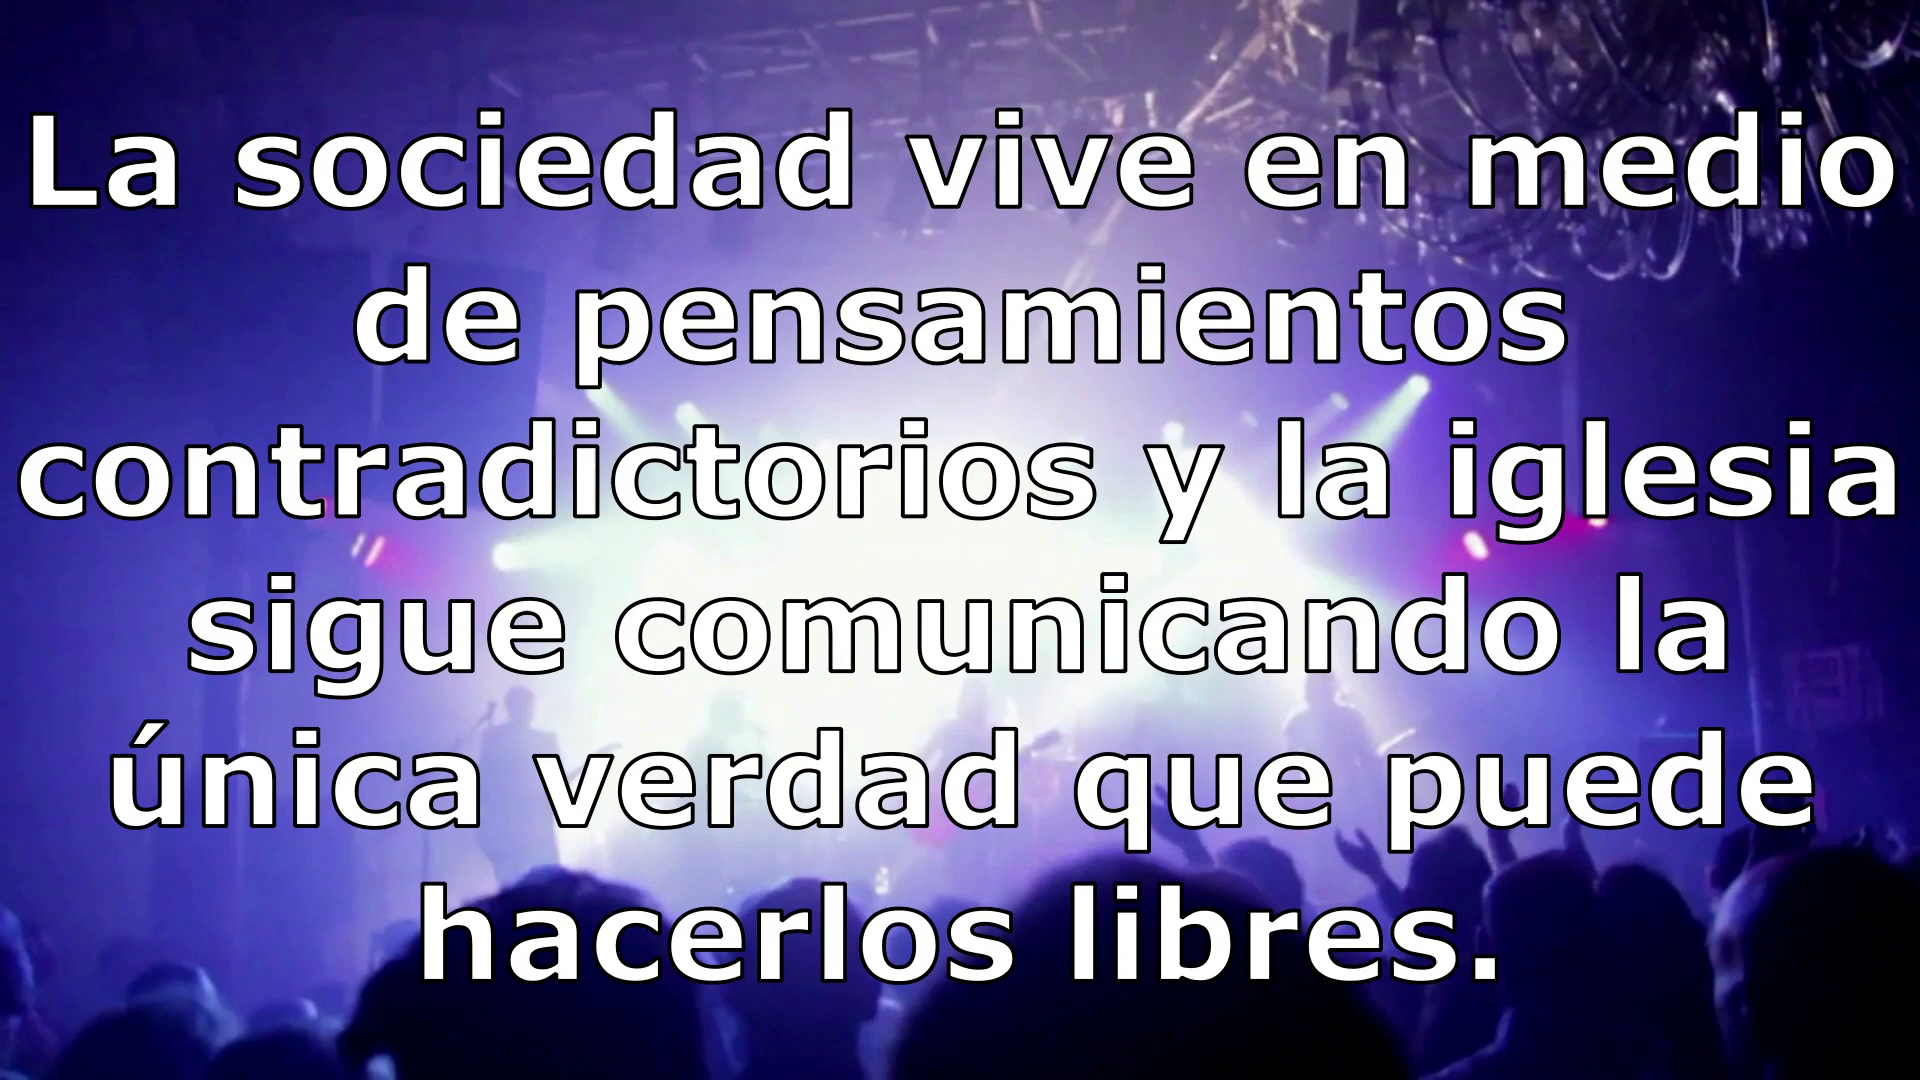 La sociedad vive en medio
de pensamientos
contradictorios y la iglesia
sigue comunicando la
única verdad que puede
hacerlos libres.